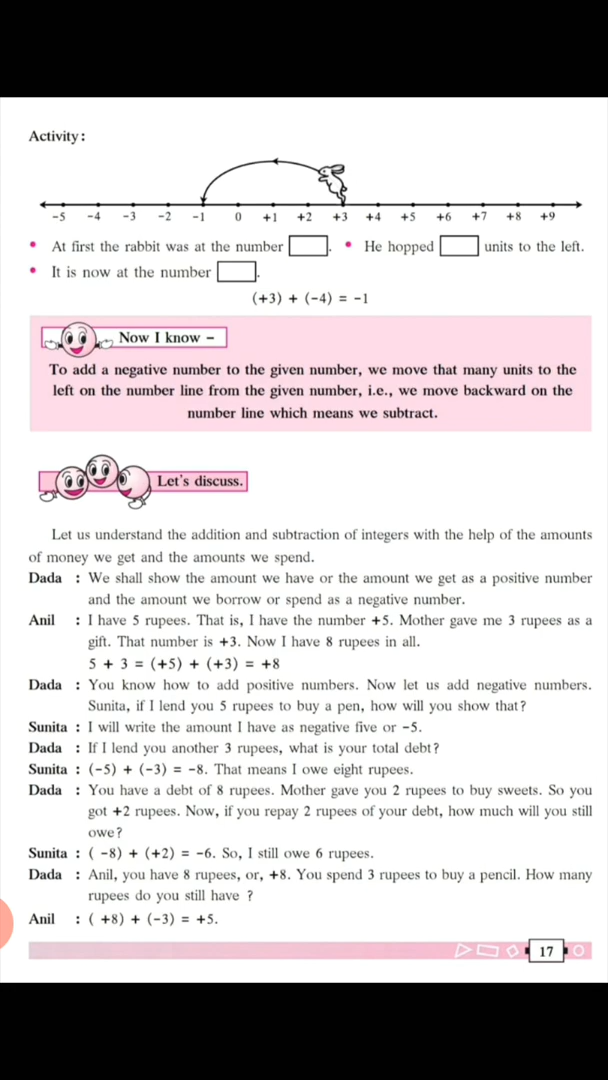 Activity:
-5 -4 -3 -2 -1 0 +1 +2 +3 +4 +5 +6 +7 +8 +9
• At first the rabbit was at the number . • He hopped units to the left.
• It is now at the number .
(+3) + (-4) = -1
Now I know -
To add a negative number to the given number, we move that many units to the
left on the number line from the given number, i.e., we move backward on the
number line which means we subtract.
Let's discuss.
Let us understand the addition and subtraction of integers with the help of the amounts
of money we get and the amounts we spend.
Dada : We shall show the amount we have or the amount we get as a positive number
and the amount we borrow or spend as a negative number.
Anil : I have 5 rupees. That is, I have the number +5. Mother gave me 3 rupees as a
gift. That number is +3. Now I have 8 rupees in all.
5 + 3 = (+5) + (+3) = +8
Dada : You know how to add positive numbers. Now let us add negative numbers.
Sunita, if I lend you 5 rupees to buy a pen, how will you show that?
Sunita : I will write the amount I have as negative five or -5.
Dada : If I lend you another 3 rupees, what is your total debt?
Sunita : (-5) + (-3) = -8. That means I owe eight rupees.
Dada : You have a debt of 8 rupees. Mother gave you 2 rupees to buy sweets. So you
got +2 rupees. Now, if you repay 2 rupees of your debt, how much will you still
owe?
Sunita : ( -8) + (+2) = -6. So, I still owe 6 rupees.
Dada : Anil, you have 8 rupees, or, +8. You spend 3 rupees to buy a pencil. How many
rupees do you still have ?
Anil : ( +8) + (-3) = +5.
17